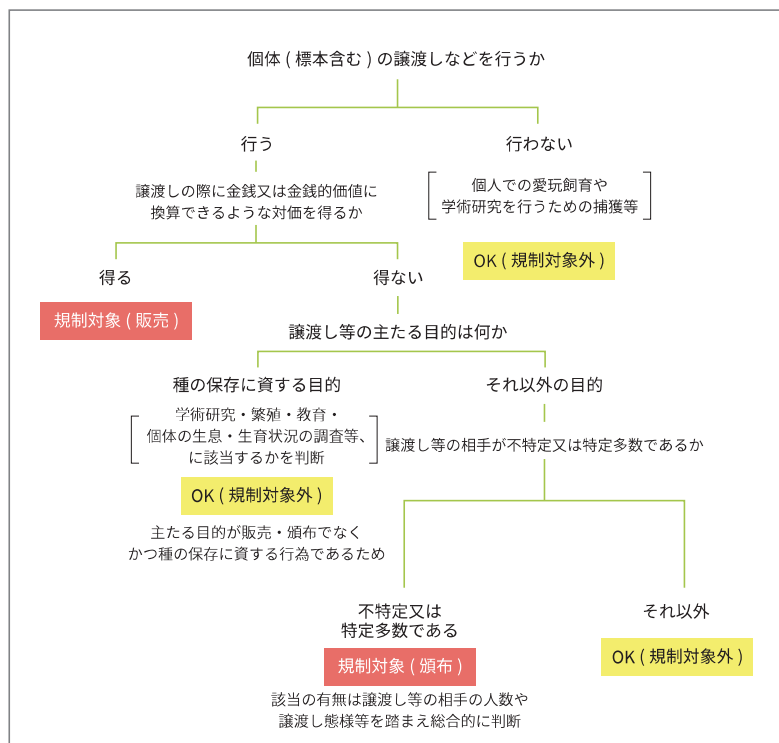 個体 ( 標本含む ) の譲渡しなどを行うか
行う
行わない
譲渡しの際に金銭又は金銭的価値に
換算できるような対価を得るか
個人での愛玩飼育や
学術研究を行うための捕獲等
OK ( 規制対象外 )
得る
得ない
規制対象 ( 販売 )
譲渡し等の主たる目的は何か
種の保存に資する目的
それ以外の目的
学術研究・繁殖・教育・
個体の生息・生育状況の調査等、
に該当するかを判断
譲渡し等の相手が不特定又は特定多数であるか
OK ( 規制対象外 )
主たる目的が販売・頒布でなく
かつ種の保存に資する行為であるため
不特定又は
特定多数である
それ以外
規制対象 ( 頒布 )
OK ( 規制対象外 )
該当の有無は譲渡し等の相手の人数や
譲渡し態様等を踏まえ総合的に判断